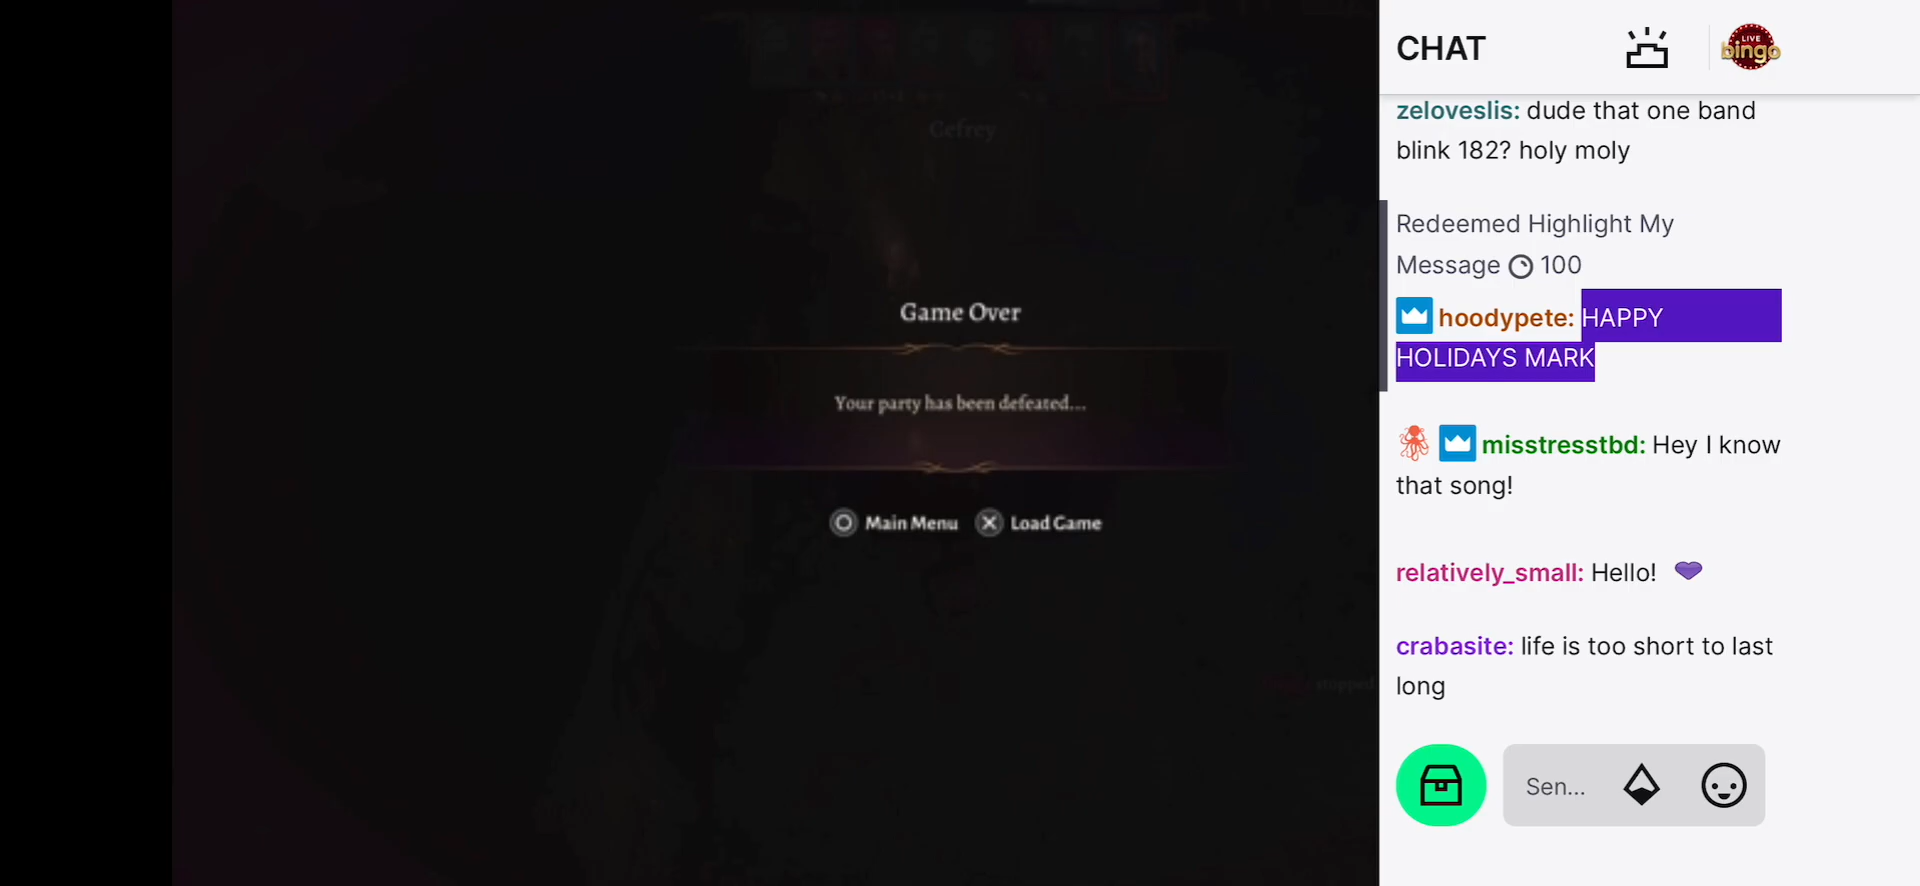 Gefrey
Game Over
Your party has been defeated...
Main Menu
Load Game
stopped
CHAT
LIVE
bingo
zeloveslis: dude that one band
blink 182? holy moly
Redeemed Highlight My
Message 100
hoodypete: HAPPY
HOLIDAYS MARK
misstresstbd: Hey I know
that song!
relatively_small: Hello!
crabasite: life is too short to last
long
Sen...